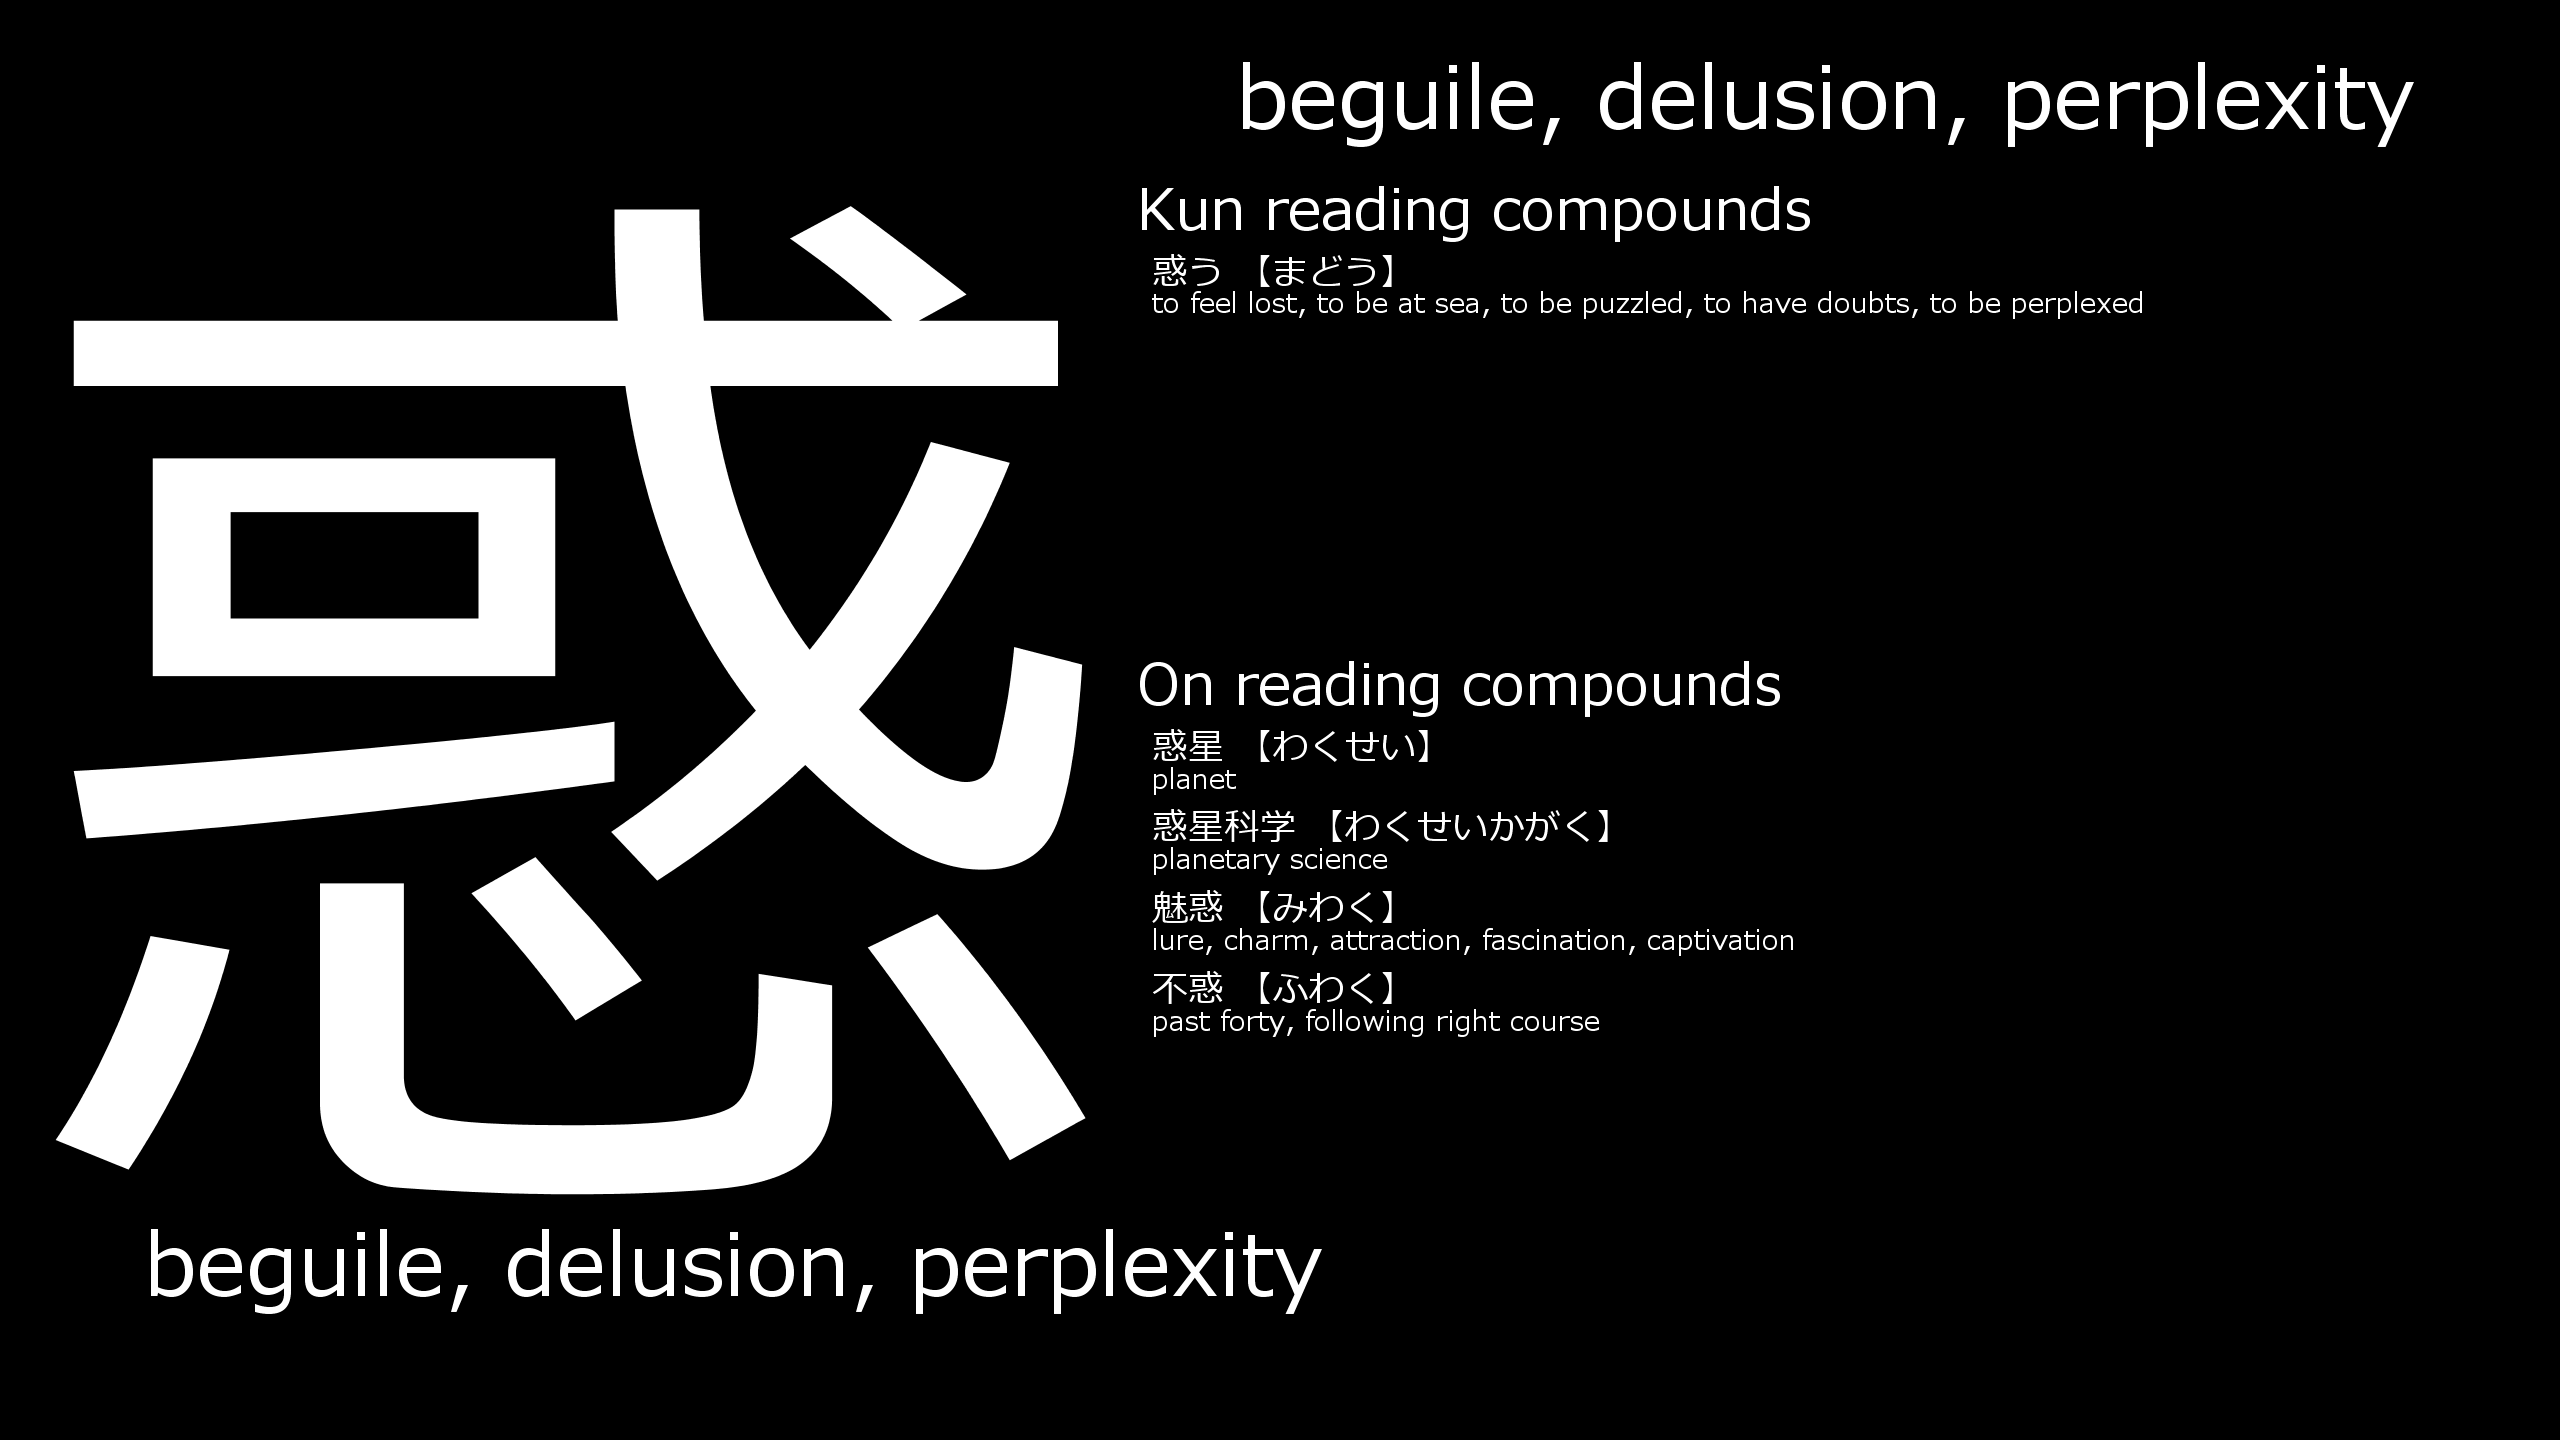 beguile, delusion, perplexity
惑
Kun reading compounds
惑う 【まどう】
to feel lost, to be at sea, to be puzzled, to have doubts, to be perplexed
On reading compounds
惑星 【わくせい】
planet
惑星科学 【わくせいかがく】
planetary science
魅惑 【みわく】
lure, charm, attraction, fascination, captivation
不惑 【ふわく】
past forty, following right course
beguile, delusion, perplexity